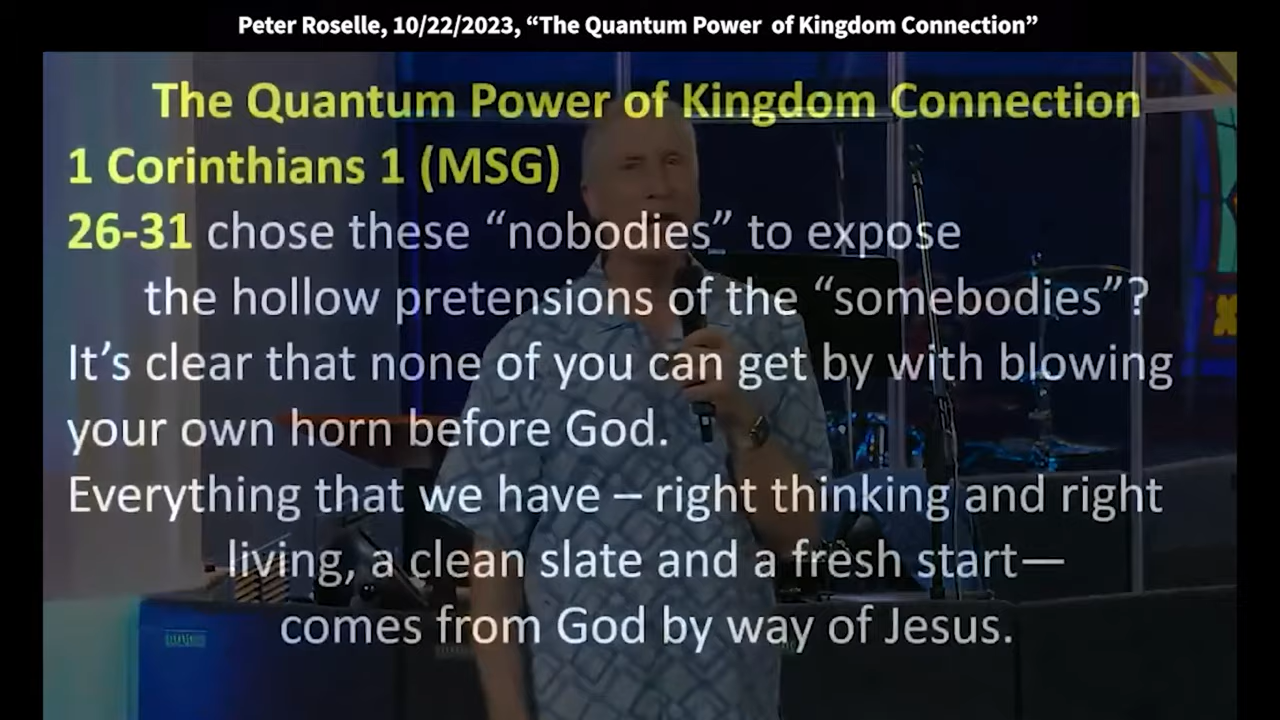 Peter Roselle, 10/22/2023, “The Quantum Power of Kingdom Connection”
The Quantum Power of Kingdom Connection
1 Corinthians 1 (MSG)
26-31 chose these “nobodies” to expose
the hollow pretensions of the “somebodies”?
It’s clear that none of you can get by with blowing
your own horn before God.
Everything that we have – right thinking and right
living, a clean slate and a fresh start—
comes from God by way of Jesus.